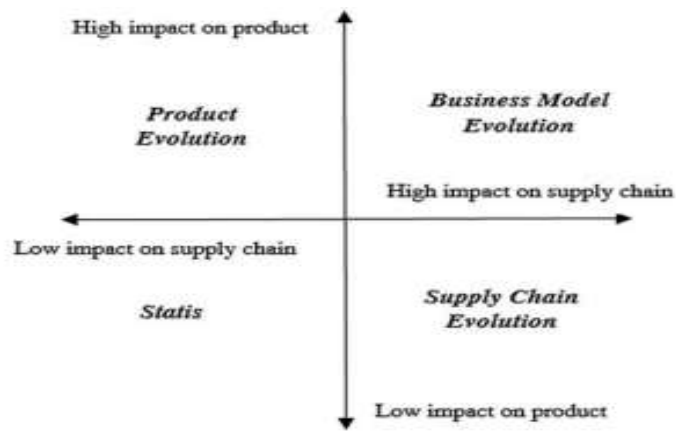 High impact on product
Product
Evolution
Business Model
Evolution
High impact on supply chain
Low impact on supply chain
Statis
Supply Chain
Evolution
Low impact on product